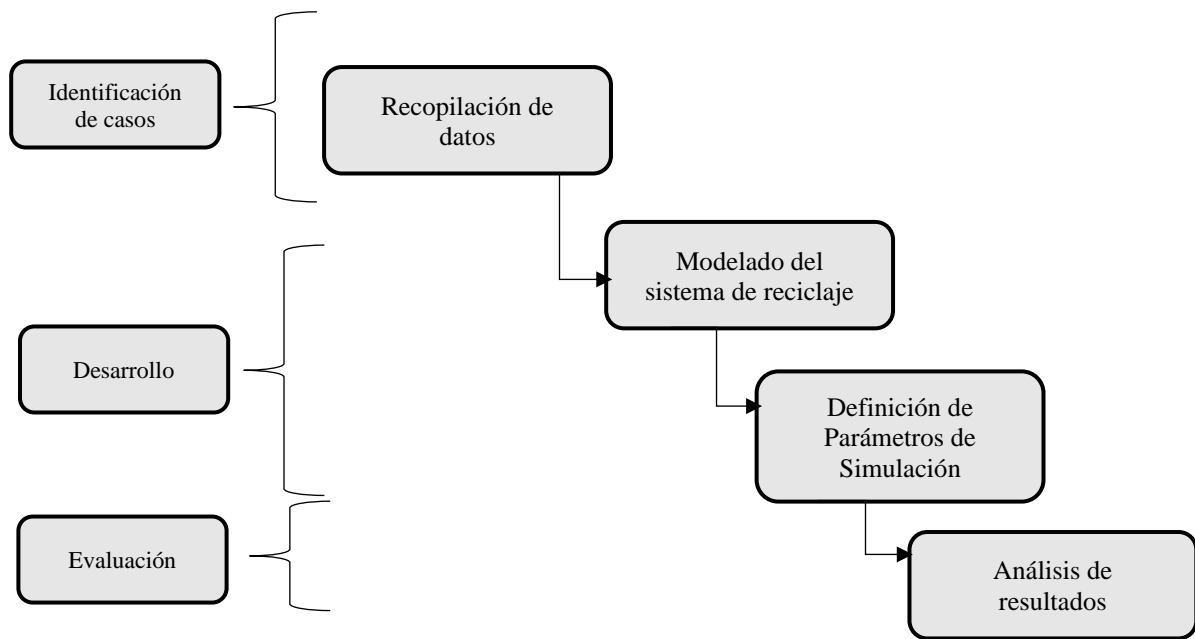 Identificación
de casos
Recopilación de
datos
Modelado del
sistema de reciclaje
Desarrollo
Definición de
Parámetros de
Simulación
Evaluación
Análisis de
resultados